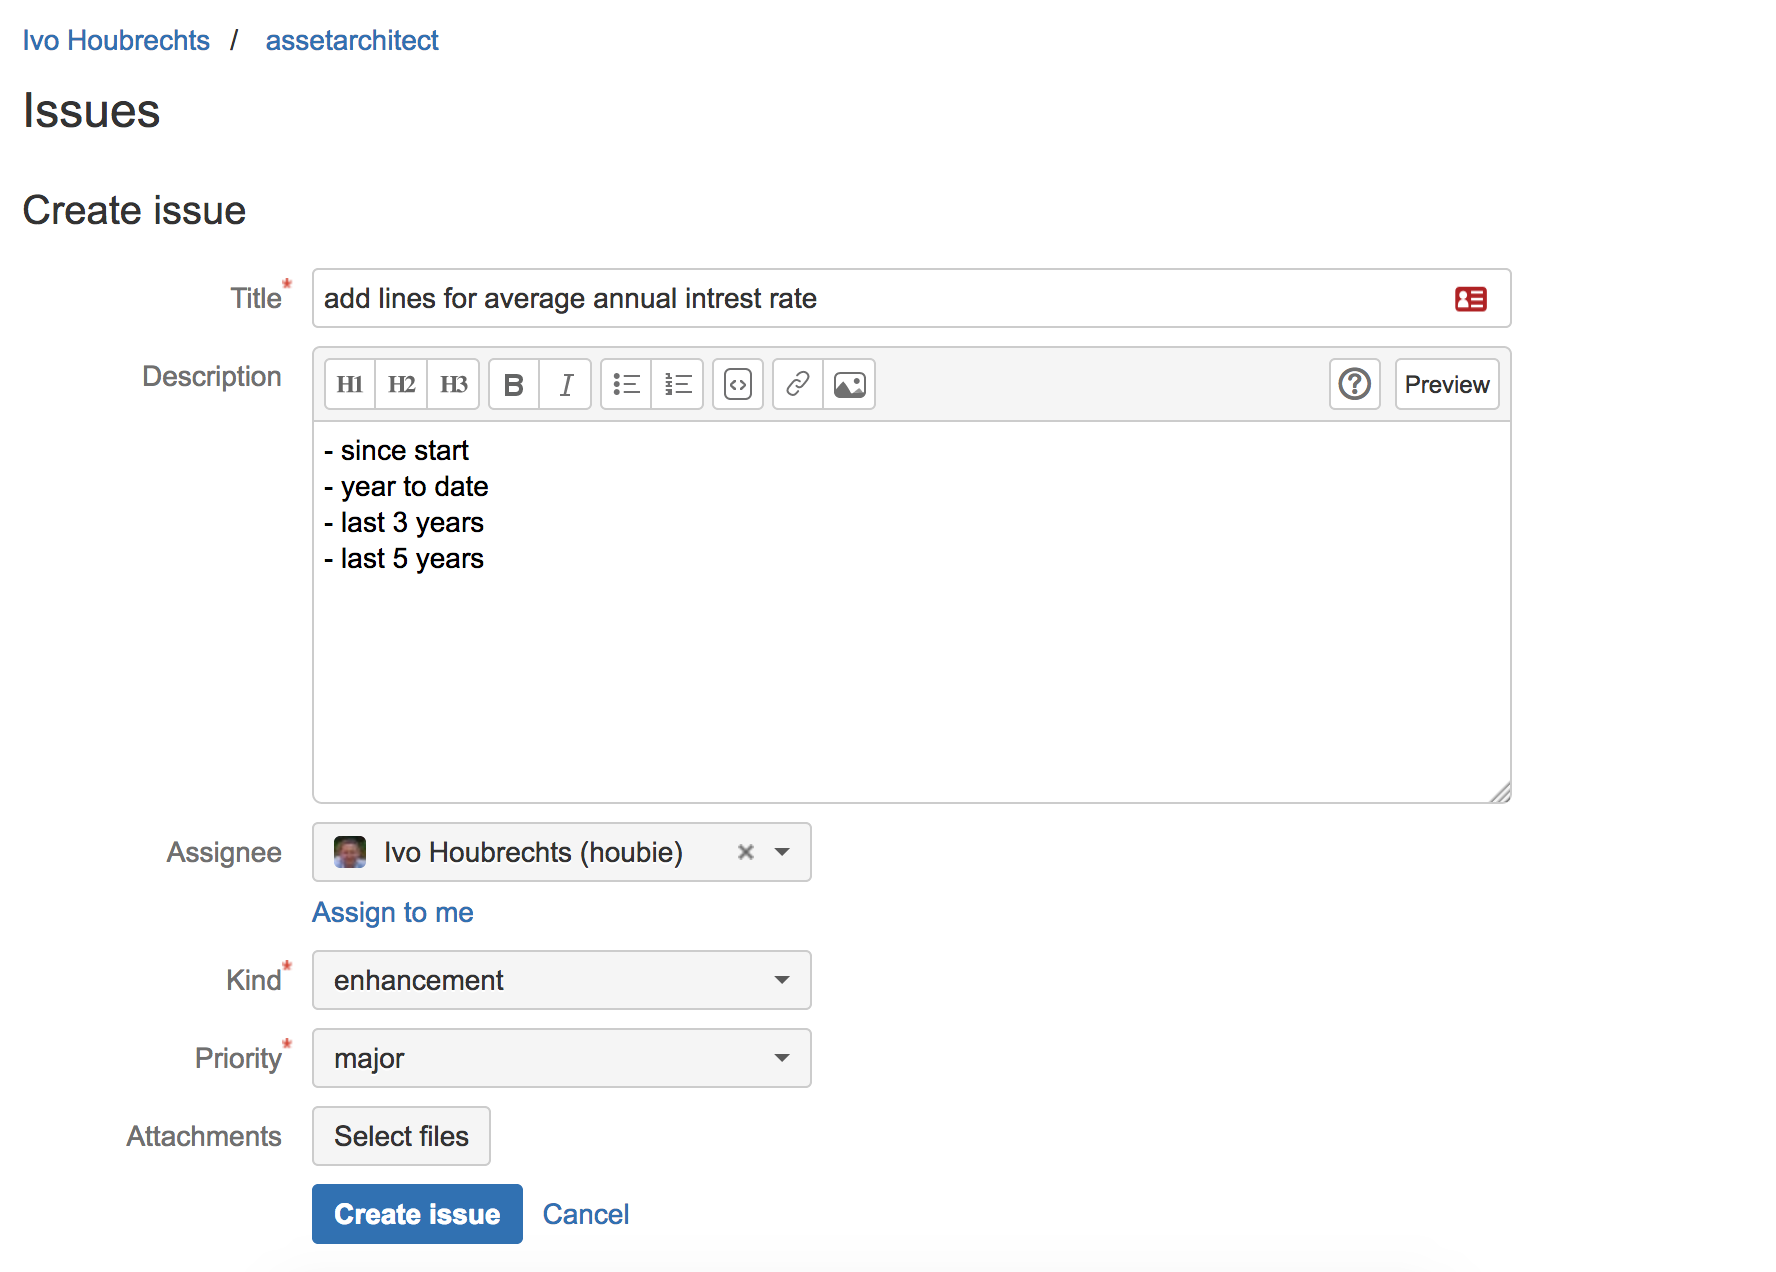 Ivo Houbrechts / assetarchitect
Issues
Create issue
Title* add lines for average annual intrest rate
Description H1 H2 H3 B I Preview
- since start
- year to date
- last 3 years
- last 5 years
Assignee Ivo Houbrechts (houbie)
Assign to me
Kind* enhancement
Priority* major
Attachments Select files
Create issue Cancel